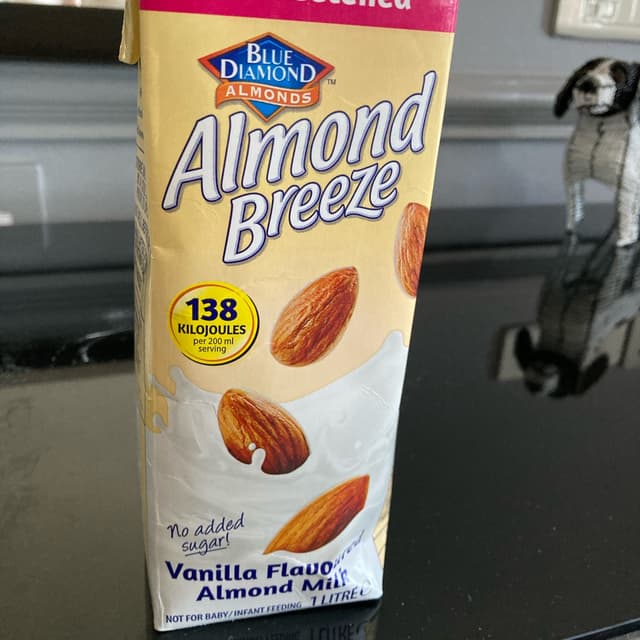 BLUE
DIAMOND
ALMONDS
TM
Almond
Breeze
138
KILOJOULES
per 200 ml
serving
No added
sugar!
Vanilla Flavoured
Almond Milk
NOT FOR BABY/INFANT FEEDING 1 LITRE